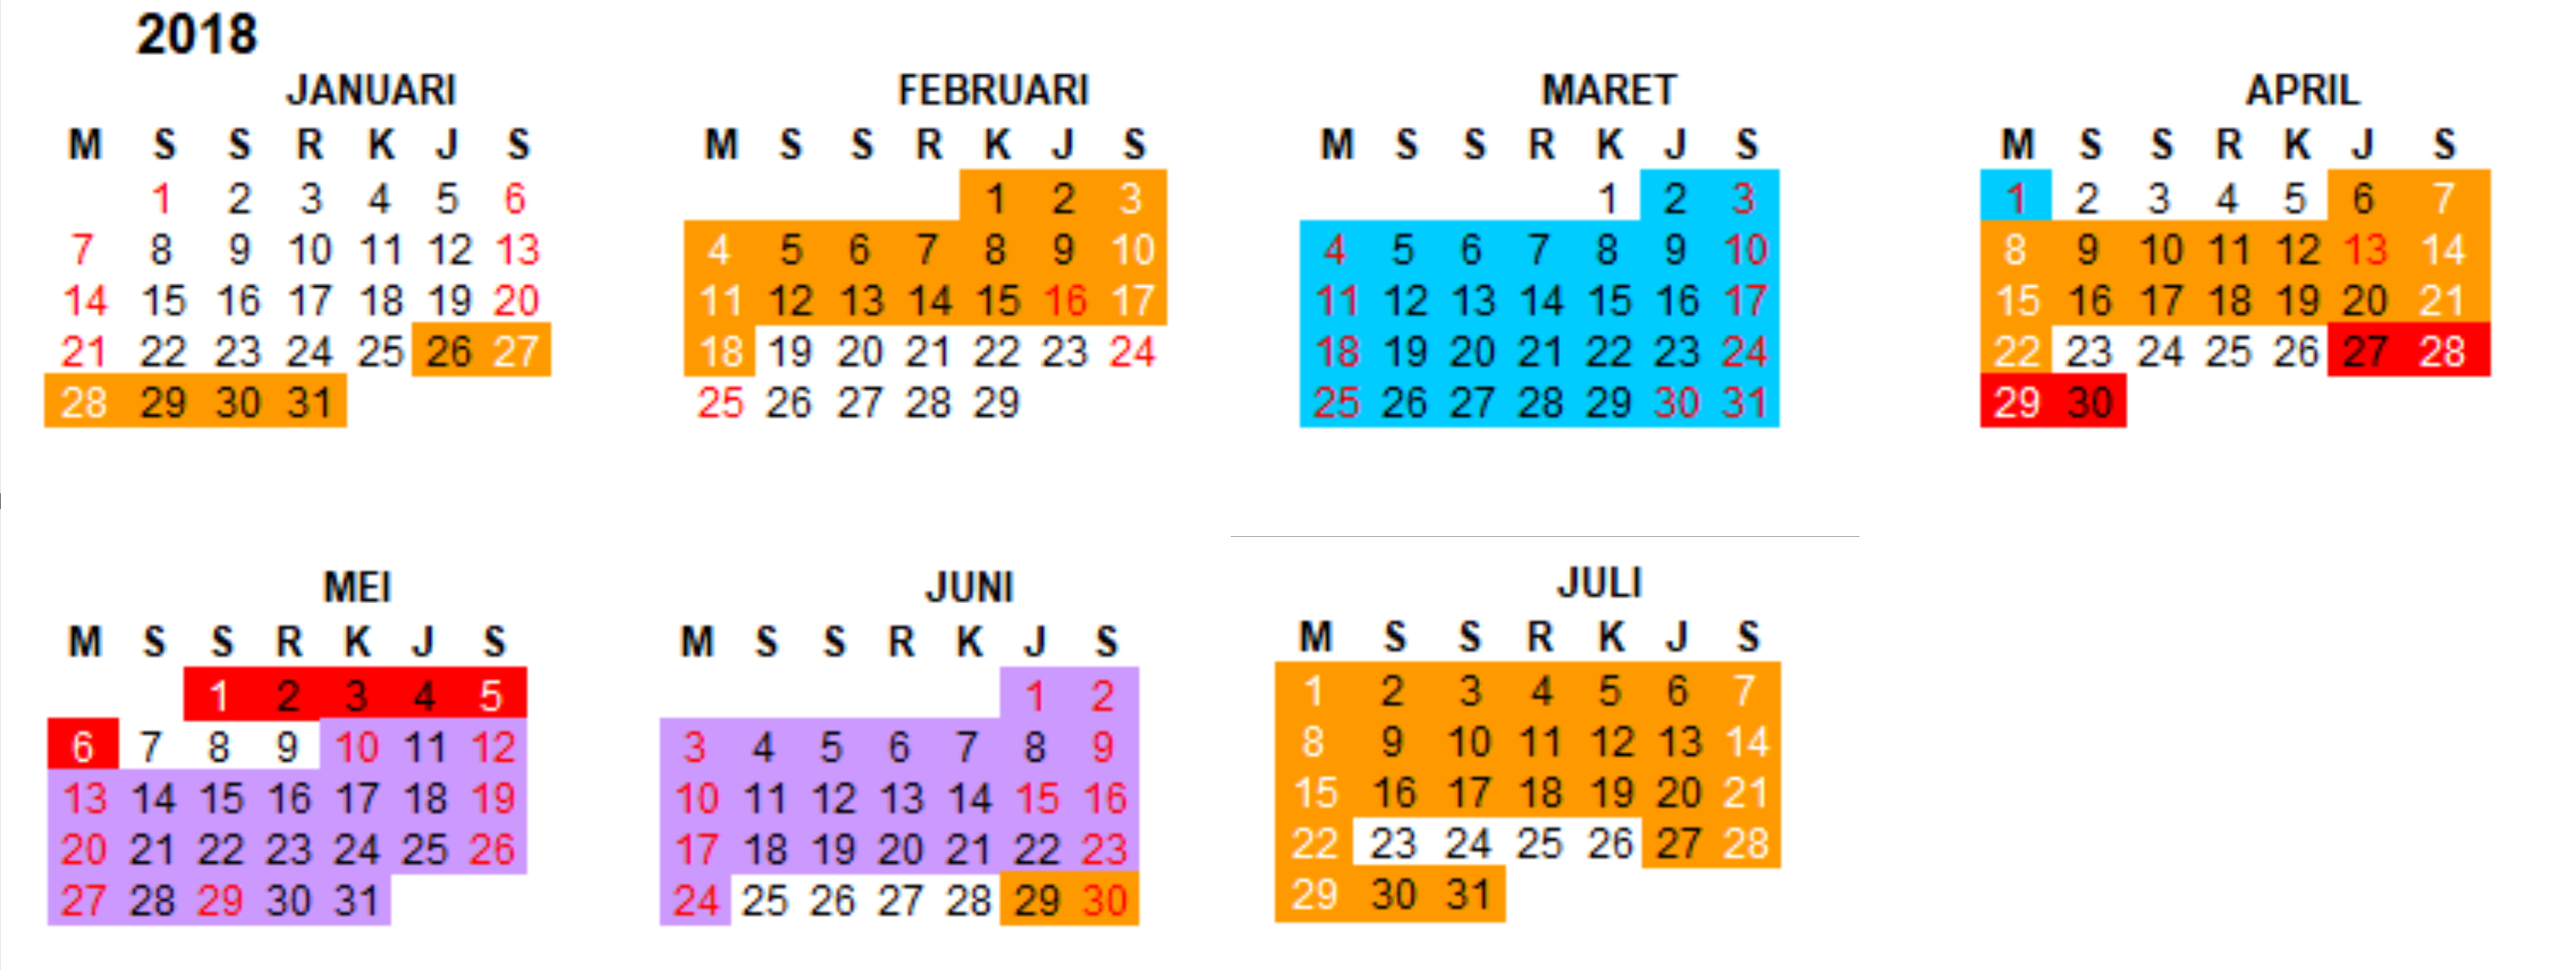 2018
JANUARI
M S S R K J S
1 2 3 4 5 6
7 8 9 10 11 12 13
14 15 16 17 18 19 20
21 22 23 24 25 26 27
28 29 30 31
FEBRUARI
M S S R K J S
1 2 3
4 5 6 7 8 9 10
11 12 13 14 15 16 17
18 19 20 21 22 23 24
25 26 27 28 29
MARET
M S S R K J S
1 2 3
4 5 6 7 8 9 10
11 12 13 14 15 16 17
18 19 20 21 22 23 24
25 26 27 28 29 30 31
APRIL
M S S R K J S
1 2 3 4 5 6 7
8 9 10 11 12 13 14
15 16 17 18 19 20 21
22 23 24 25 26 27 28
29 30
MEI
M S S R K J S
1 2 3 4 5
6 7 8 9 10 11 12
13 14 15 16 17 18 19
20 21 22 23 24 25 26
27 28 29 30 31
JUNI
M S S R K J S
1 2
3 4 5 6 7 8 9
10 11 12 13 14 15 16
17 18 19 20 21 22 23
24 25 26 27 28 29 30
JULI
M S S R K J S
1 2 3 4 5 6 7
8 9 10 11 12 13 14
15 16 17 18 19 20 21
22 23 24 25 26 27 28
29 30 31